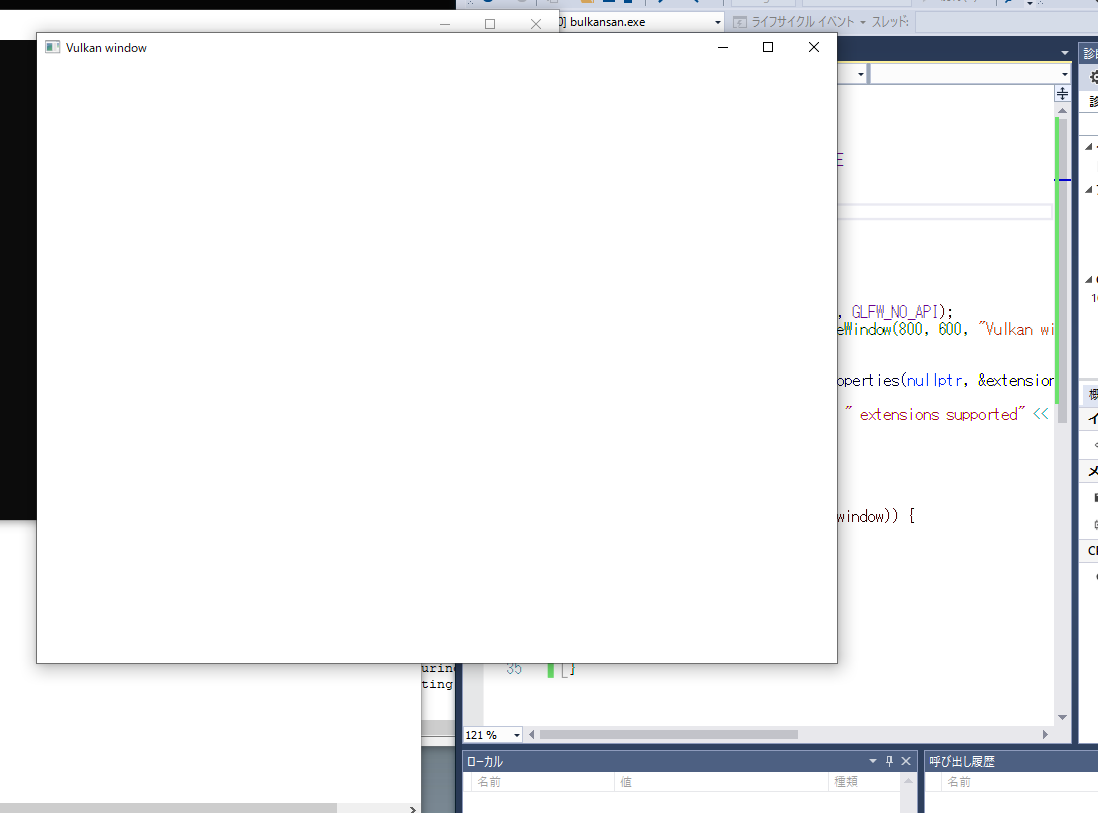 bulkansan.exe
ライフサイクル イベント
スレッド:
Vulkan window
GLFW_NO_API);
eWindow(800, 600, "Vulkan wi
operties(nullptr, &extension
" extensions supported" <<
window)) {
uring
ting
35
}
121 %
ローカル
呼び出し履歴
名前
値
種類
名前